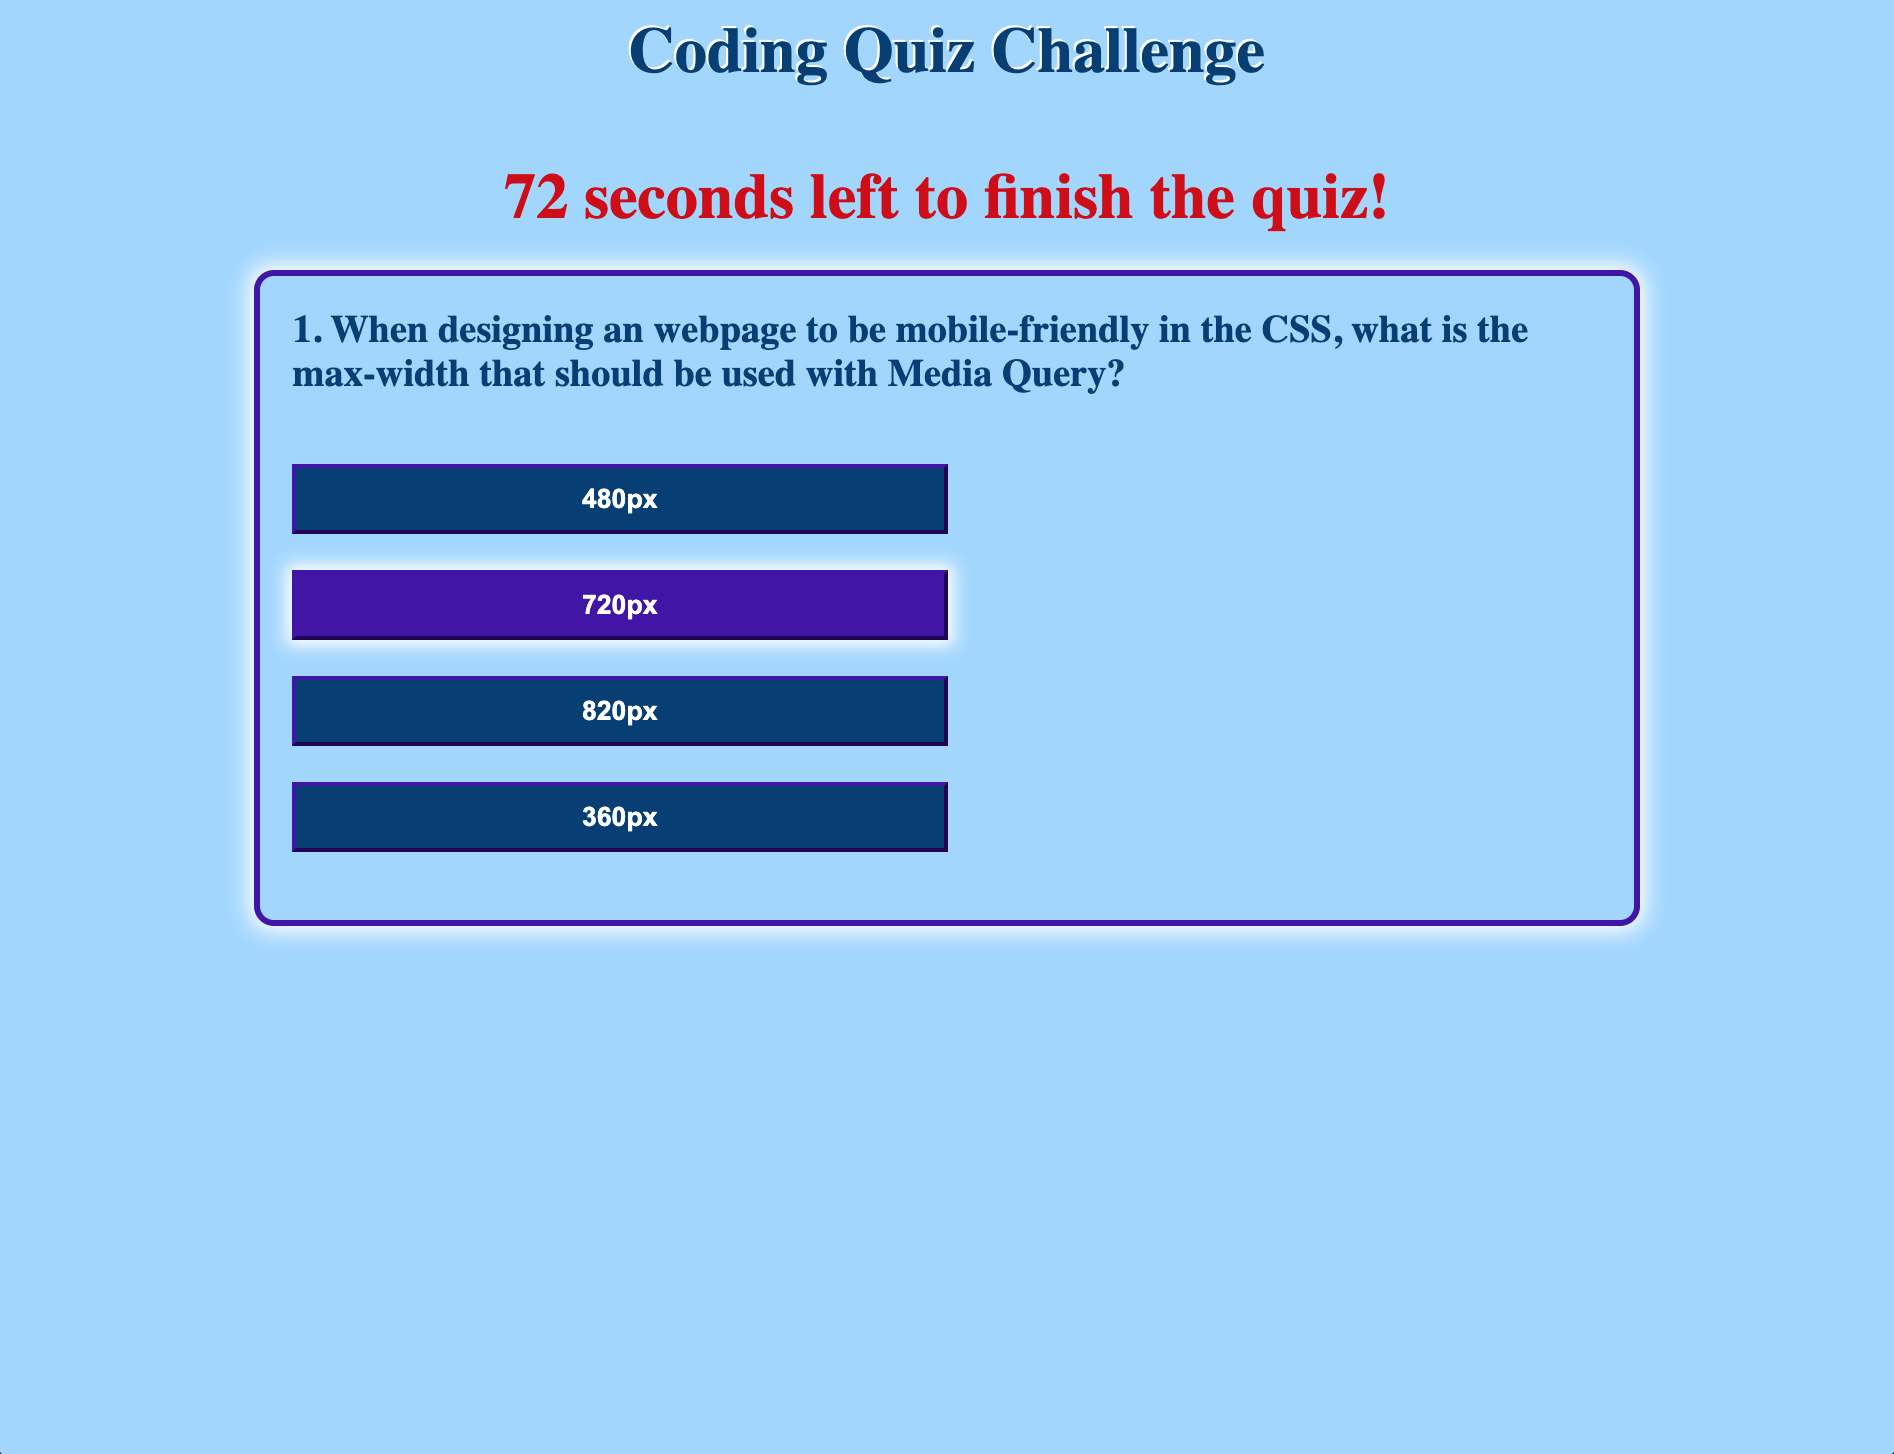 Coding Quiz Challenge
72 seconds left to finish the quiz!
1. When designing an webpage to be mobile-friendly in the CSS, what is the
max-width that should be used with Media Query?
480px
720px
820px
360px